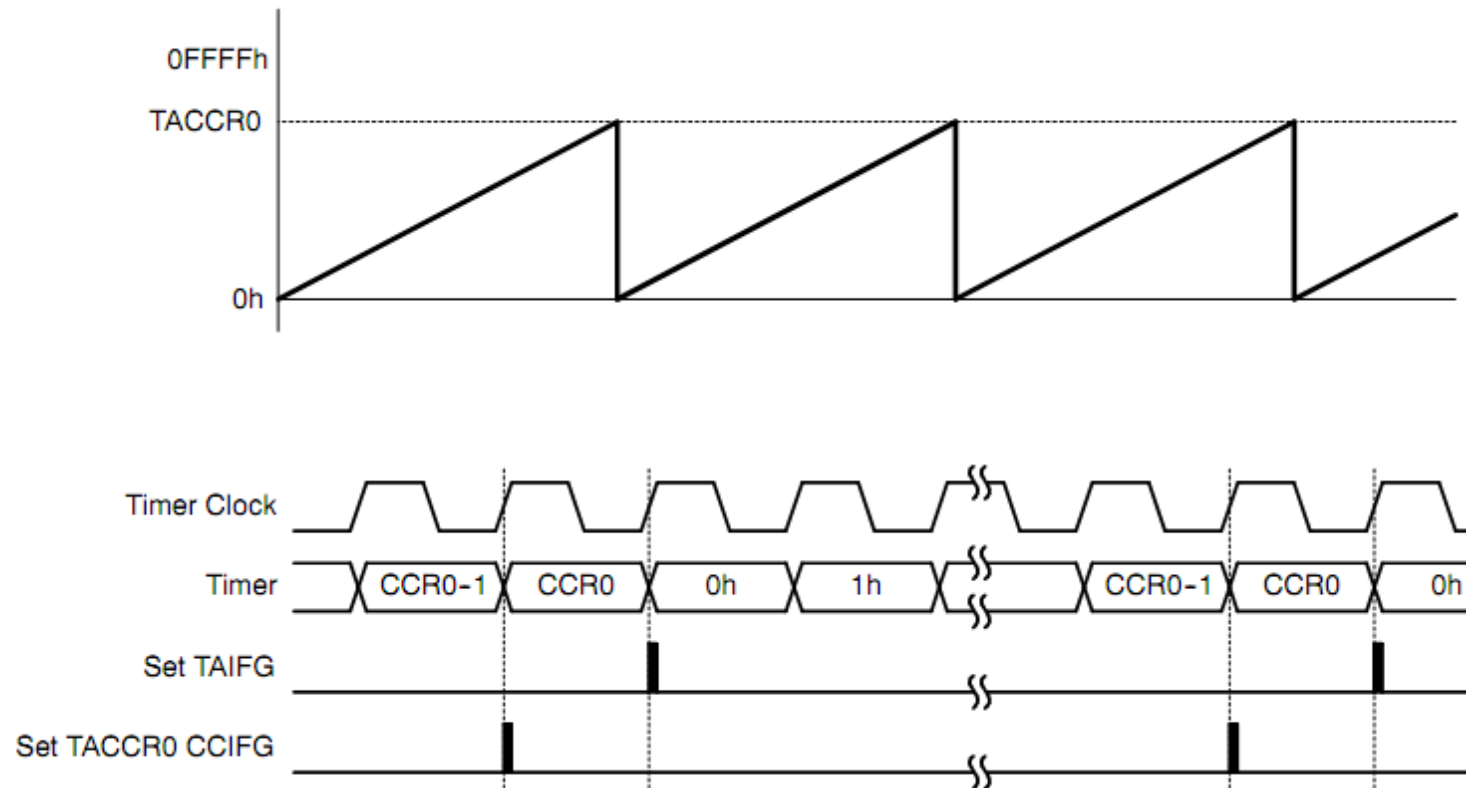 0FFFFh
TACCR0
0h
Timer Clock
Timer CCR0-1 CCR0 0h 1h CCR0-1 CCR0 0h
Set TAIFG
Set TACCR0 CCIFG